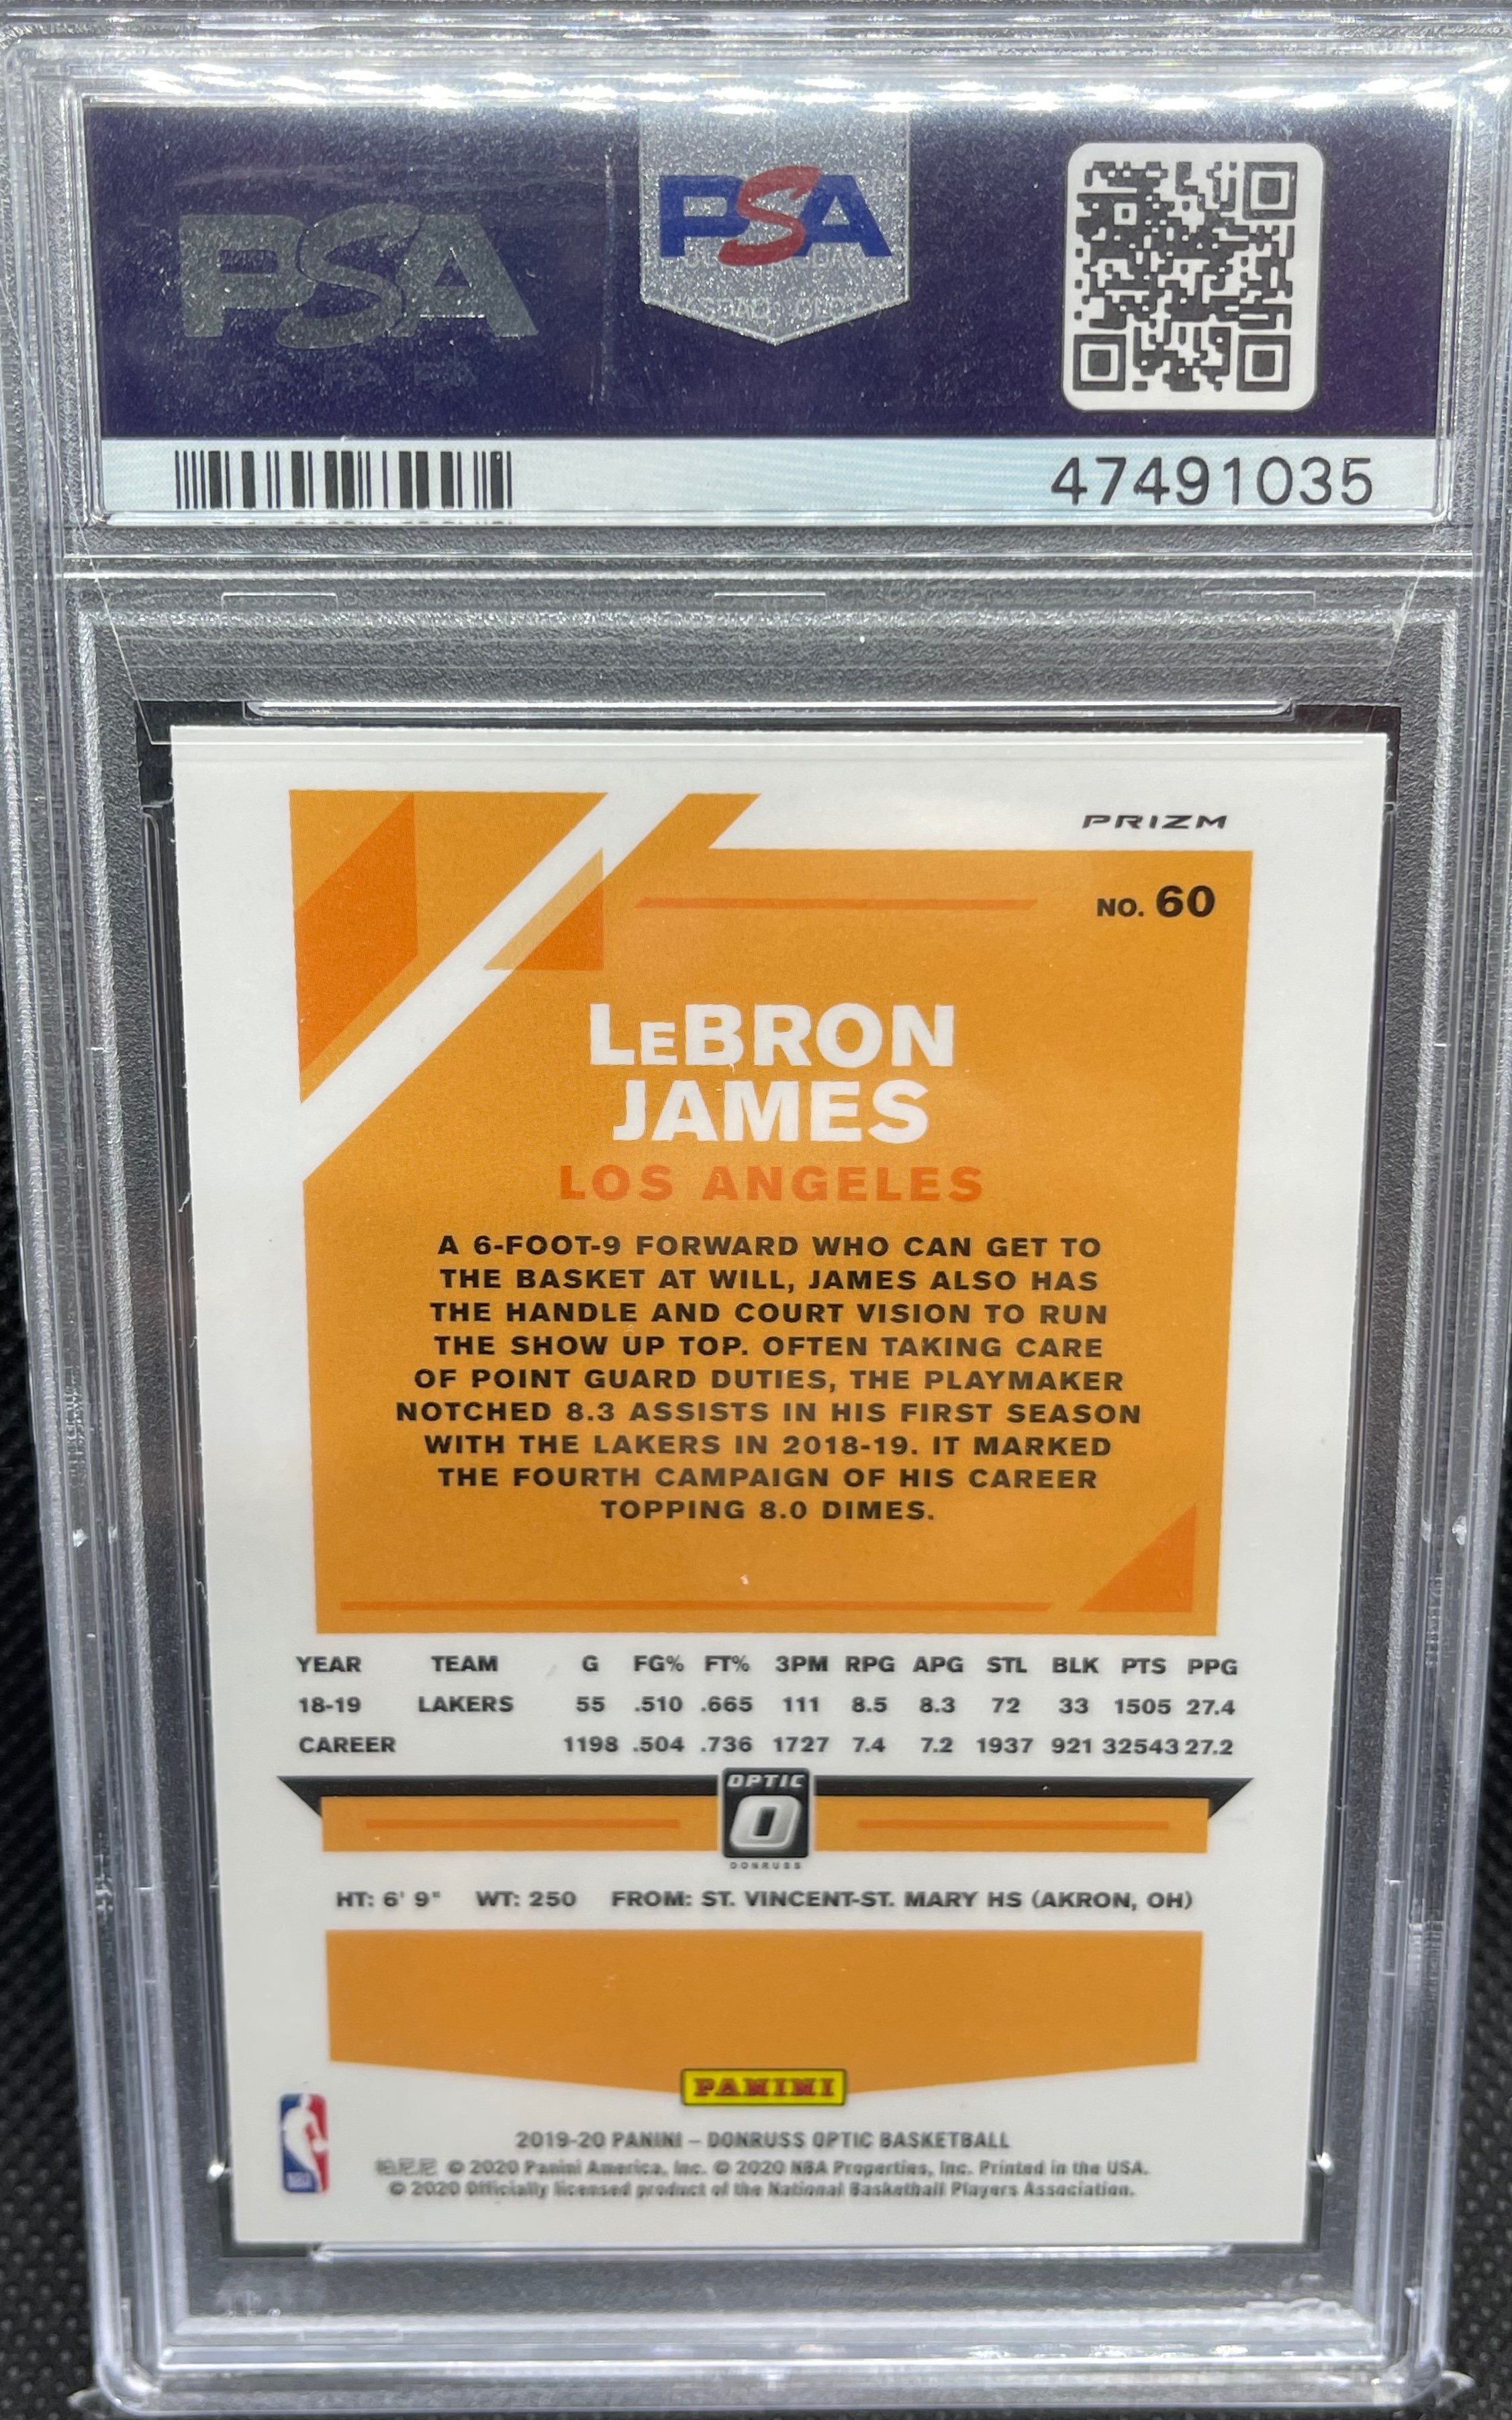 PSA
PSA
47491035
PRIZM
NO. 60
LeBRON
JAMES
LOS ANGELES
A 6-FOOT-9 FORWARD WHO CAN GET TO
THE BASKET AT WILL, JAMES ALSO HAS
THE HANDLE AND COURT VISION TO RUN
THE SHOW UP TOP. OFTEN TAKING CARE
OF POINT GUARD DUTIES, THE PLAYMAKER
NOTCHED 8.3 ASSISTS IN HIS FIRST SEASON
WITH THE LAKERS IN 2018-19. IT MARKED
THE FOURTH CAMPAIGN OF HIS CAREER
TOPPING 8.0 DIMES.
YEAR TEAM G FG% FT% 3PM RPG APG STL BLK PTS PPG
18-19 LAKERS 55 .510 .665 111 8.5 8.3 72 33 1505 27.4
CAREER 1198 .504 .736 1727 7.4 7.2 1937 921 32543 27.2
OPTIC
O
DONRUSS
HT: 6' 9" WT: 250 FROM: ST. VINCENT-ST. MARY HS (AKRON, OH)
PANINI
2019-20 PANINI – DONRUSS OPTIC BASKETBALL
© 2020 Panini America, Inc. © 2020 NBA Properties, Inc. Printed in the USA.
© 2020 Officially licensed product of the National Basketball Players Association.